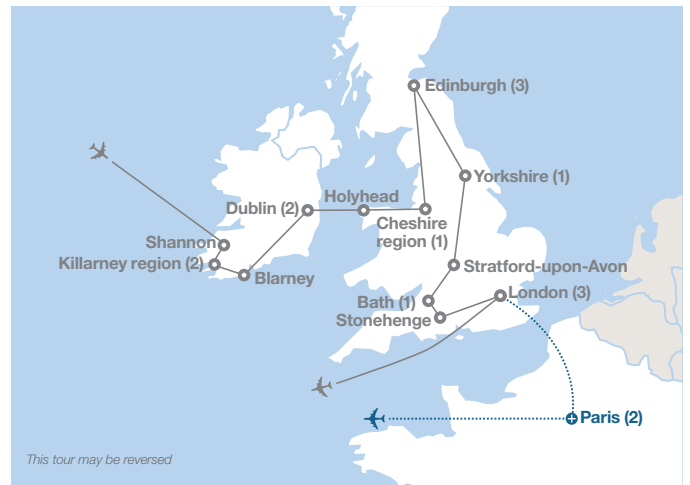 Edinburgh (3)
Yorkshire (1)
Holyhead
Dublin (2)
Cheshire
region (1)
Shannon
Killarney region (2)
Blarney
Stratford-upon-Avon
London (3)
Bath (1)
Stonehenge
Paris (2)
This tour may be reversed